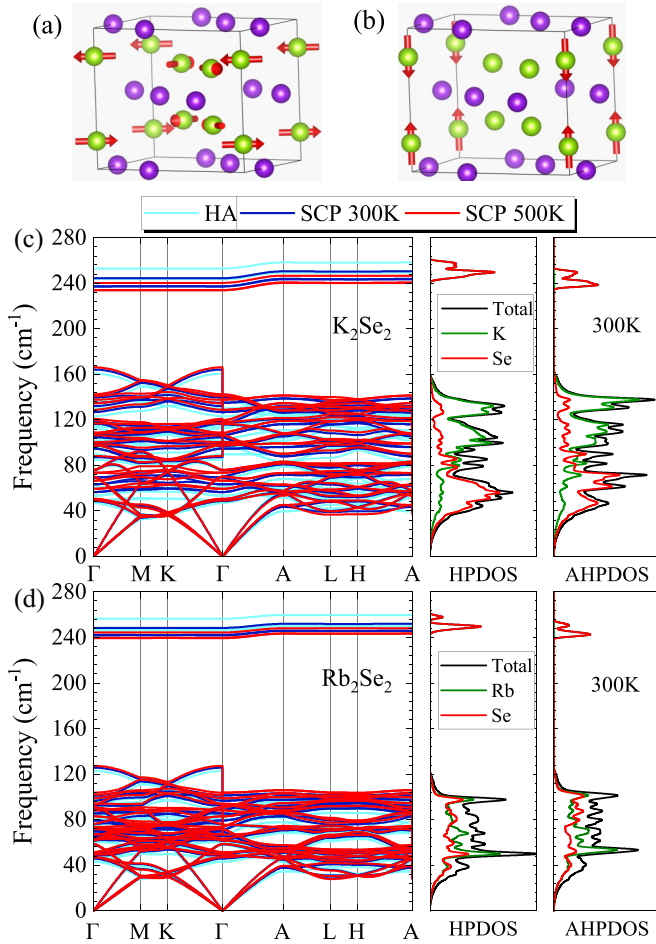 (a) (b)
HA SCP 300K SCP 500K
(c)
280
240
200
160
120
80
40
0
Frequency (cm⁻¹)
K₂Se₂
Total
K
Se
300K
Γ M K Γ A L H A
HPDOS AHPDOS
(d)
280
240
280
160
120
80
40
0
Frequency (cm⁻¹)
Rb₂Se₂
Total
Rb
Se
300K
Γ M K Γ A L H A
HPDOS AHPDOS